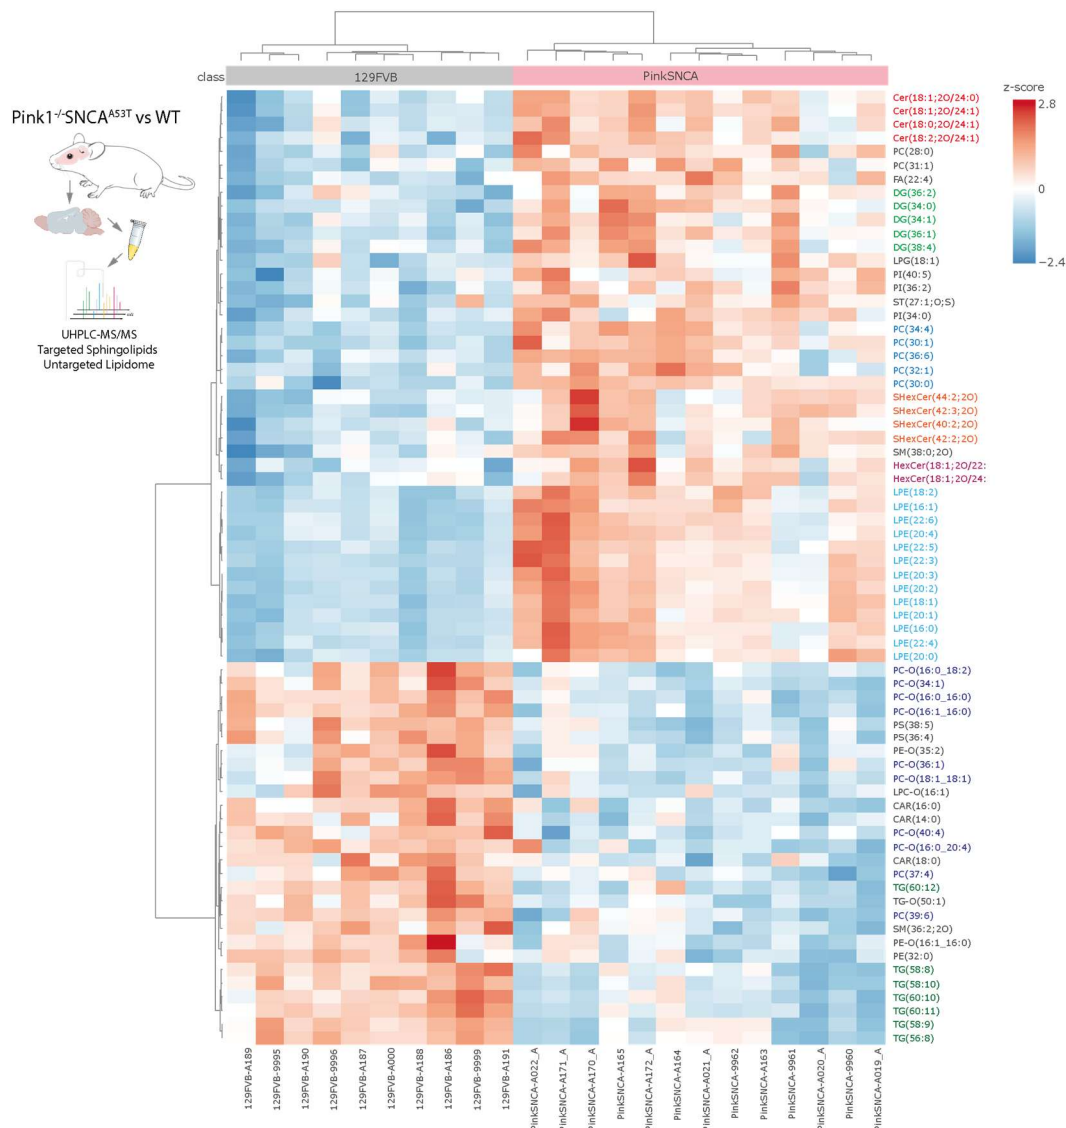 class
129FVB
PinkSNCA
z-score
2.8
0
−2.4
Pink1-/-SNCAA53T vs WT
m/z
UHPLC-MS/MS
Targeted Sphingolipids
Untargeted Lipidome
Cer(18:1;2O/24:0)
Cer(18:1;2O/24:1)
Cer(18:0;2O/24:1)
Cer(18:2;2O/24:1)
PC(28:0)
PC(31:1)
FA(22:4)
DG(36:2)
DG(34:0)
DG(34:1)
DG(36:1)
DG(38:4)
LPG(18:1)
PI(40:5)
PI(36:2)
ST(27:1;O;S)
PI(34:0)
PC(34:4)
PC(30:1)
PC(36:6)
PC(32:1)
PC(30:0)
SHexCer(44:2;2O)
SHexCer(42:3;2O)
SHexCer(40:2;2O)
SHexCer(42:2;2O)
SM(38:0;2O)
HexCer(18:1;2O/22:
HexCer(18:1;2O/24:
LPE(18:2)
LPE(16:1)
LPE(22:6)
LPE(20:4)
LPE(22:5)
LPE(22:3)
LPE(20:3)
LPE(20:2)
LPE(18:1)
LPE(20:1)
LPE(16:0)
LPE(22:4)
LPE(20:0)
PC-O(16:0_18:2)
PC-O(34:1)
PC-O(16:0_16:0)
PC-O(16:1_16:0)
PS(38:5)
PS(36:4)
PE-O(35:2)
PC-O(36:1)
PC-O(18:1_18:1)
LPC-O(16:1)
CAR(16:0)
CAR(14:0)
PC-O(40:4)
PC-O(16:0_20:4)
CAR(18:0)
PC(37:4)
TG(60:12)
TG-O(50:1)
PC(39:6)
SM(36:2;2O)
PE-O(16:1_16:0)
PE(32:0)
TG(58:8)
TG(58:10)
TG(60:10)
TG(60:11)
TG(58:9)
TG(56:8)
129FVB-A189
129FVB-9995
129FVB-A190
129FVB-9996
129FVB-A187
129FVB-A000
129FVB-A188
129FVB-A186
129FVB-9999
129FVB-A191
PinkSNCA-A022_A
PinkSNCA-A171_A
PinkSNCA-A170_A
PinkSNCA-A165
PinkSNCA-A172_A
PinkSNCA-A164
PinkSNCA-A021_A
PinkSNCA-9962
PinkSNCA-A163
PinkSNCA-9961
PinkSNCA-A020_A
PinkSNCA-9960
PinkSNCA-A019_A